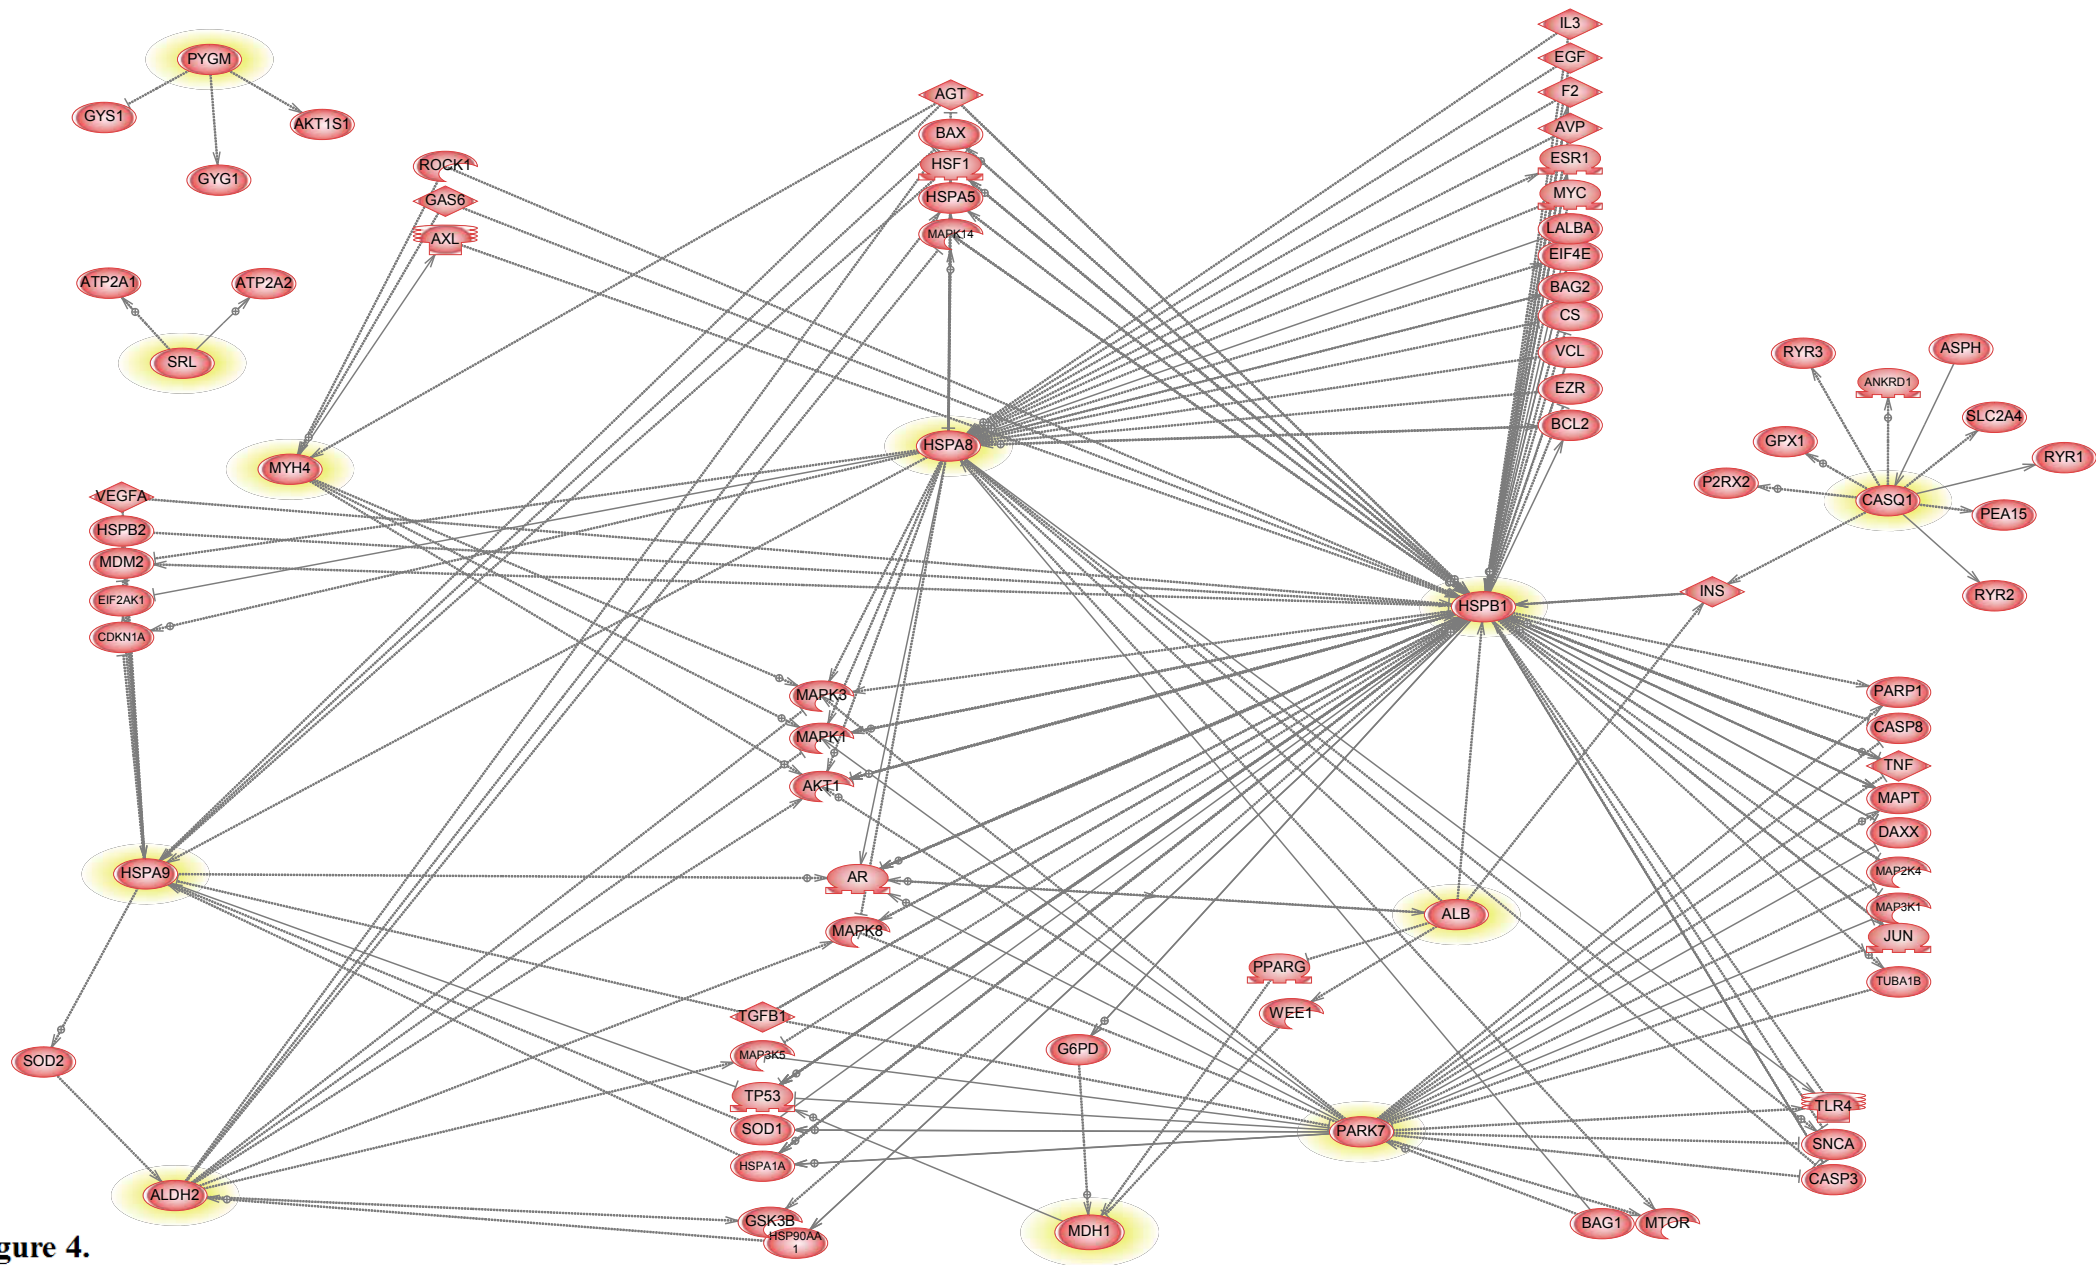 IL3
EGF
F2
AVP
ESR1
MYC
LALBA
EIF4E
BAG2
CS
VCL
EZR
BCL2
PYGM
GYS1
AKT1S1
GYG1
AGT
BAX
HSF1
HSPA5
MAPK14
ROCK1
GAS6
AXL
ATP2A1
ATP2A2
SRL
MYH4
HSPA8
RYR3
ANKRD1
ASPH
SLC2A4
GPX1
RYR1
P2RX2
CASQ1
PEA15
RYR2
INS
HSPB1
VEGFA
HSPB2
MDM2
EIF2AK1
CDKN1A
MAPK3
MAPK1
AKT1
PARP1
CASP8
TNF
MAPT
DAXX
MAP2K4
MAP3K1
JUN
TUBA1B
HSPA9
AR
MAPK8
ALB
PPARG
WEE1
TGFB1
MAP3K5
TP53
SOD1
HSPA1A
G6PD
SOD2
PARK7
TLR4
SNCA
CASP3
ALDH2
GSK3B
HSP90AA
1
MDH1
BAG1
MTOR
gure 4.